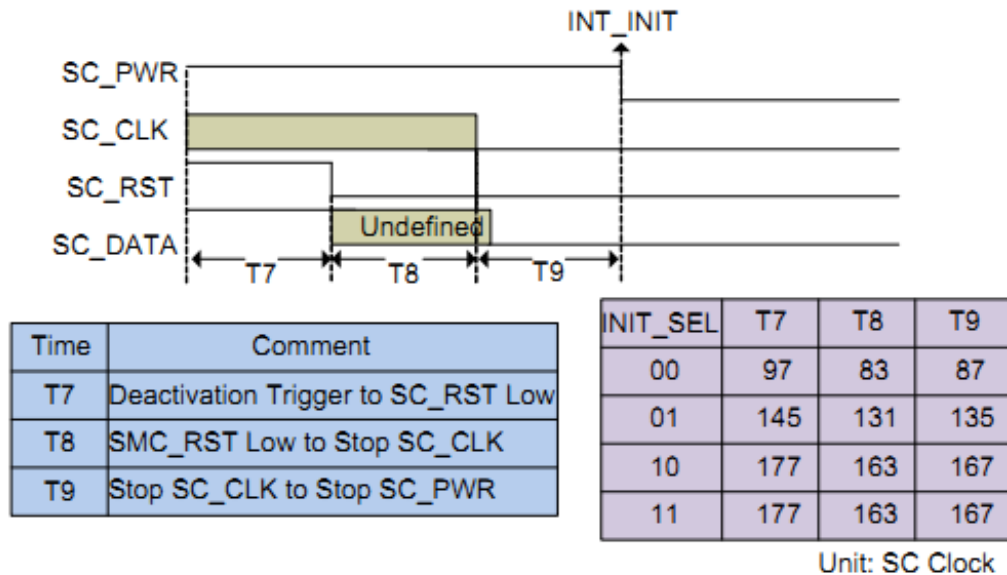 INT_INIT
SC_PWR
SC_CLK
SC_RST
Undefined
SC_DATA
T7 T8 T9
Time Comment
T7 Deactivation Trigger to SC_RST Low
T8 SMC_RST Low to Stop SC_CLK
T9 Stop SC_CLK to Stop SC_PWR
INIT_SEL T7 T8 T9
00 97 83 87
01 145 131 135
10 177 163 167
11 177 163 167
Unit: SC Clock